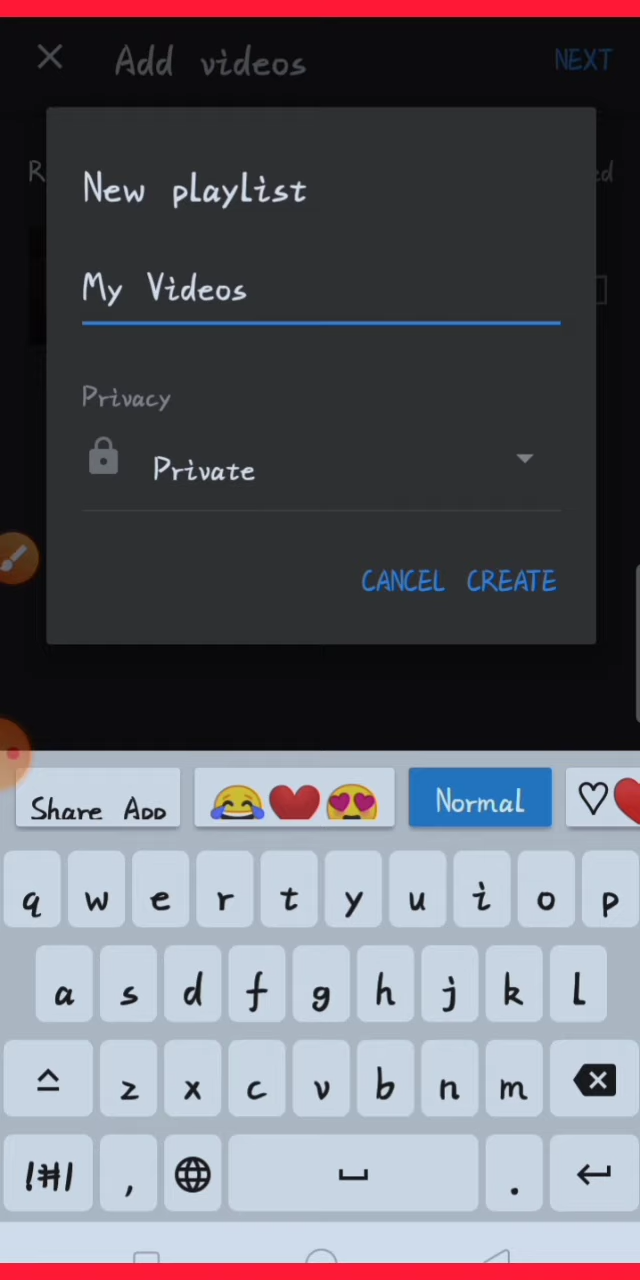 Add videos NEXT
New playlist
My Videos
Privacy
Private
CANCEL CREATE
Share App Normal
q w e r t y u i o p
a s d f g h j k l
z x c v b n m
!#1 , .